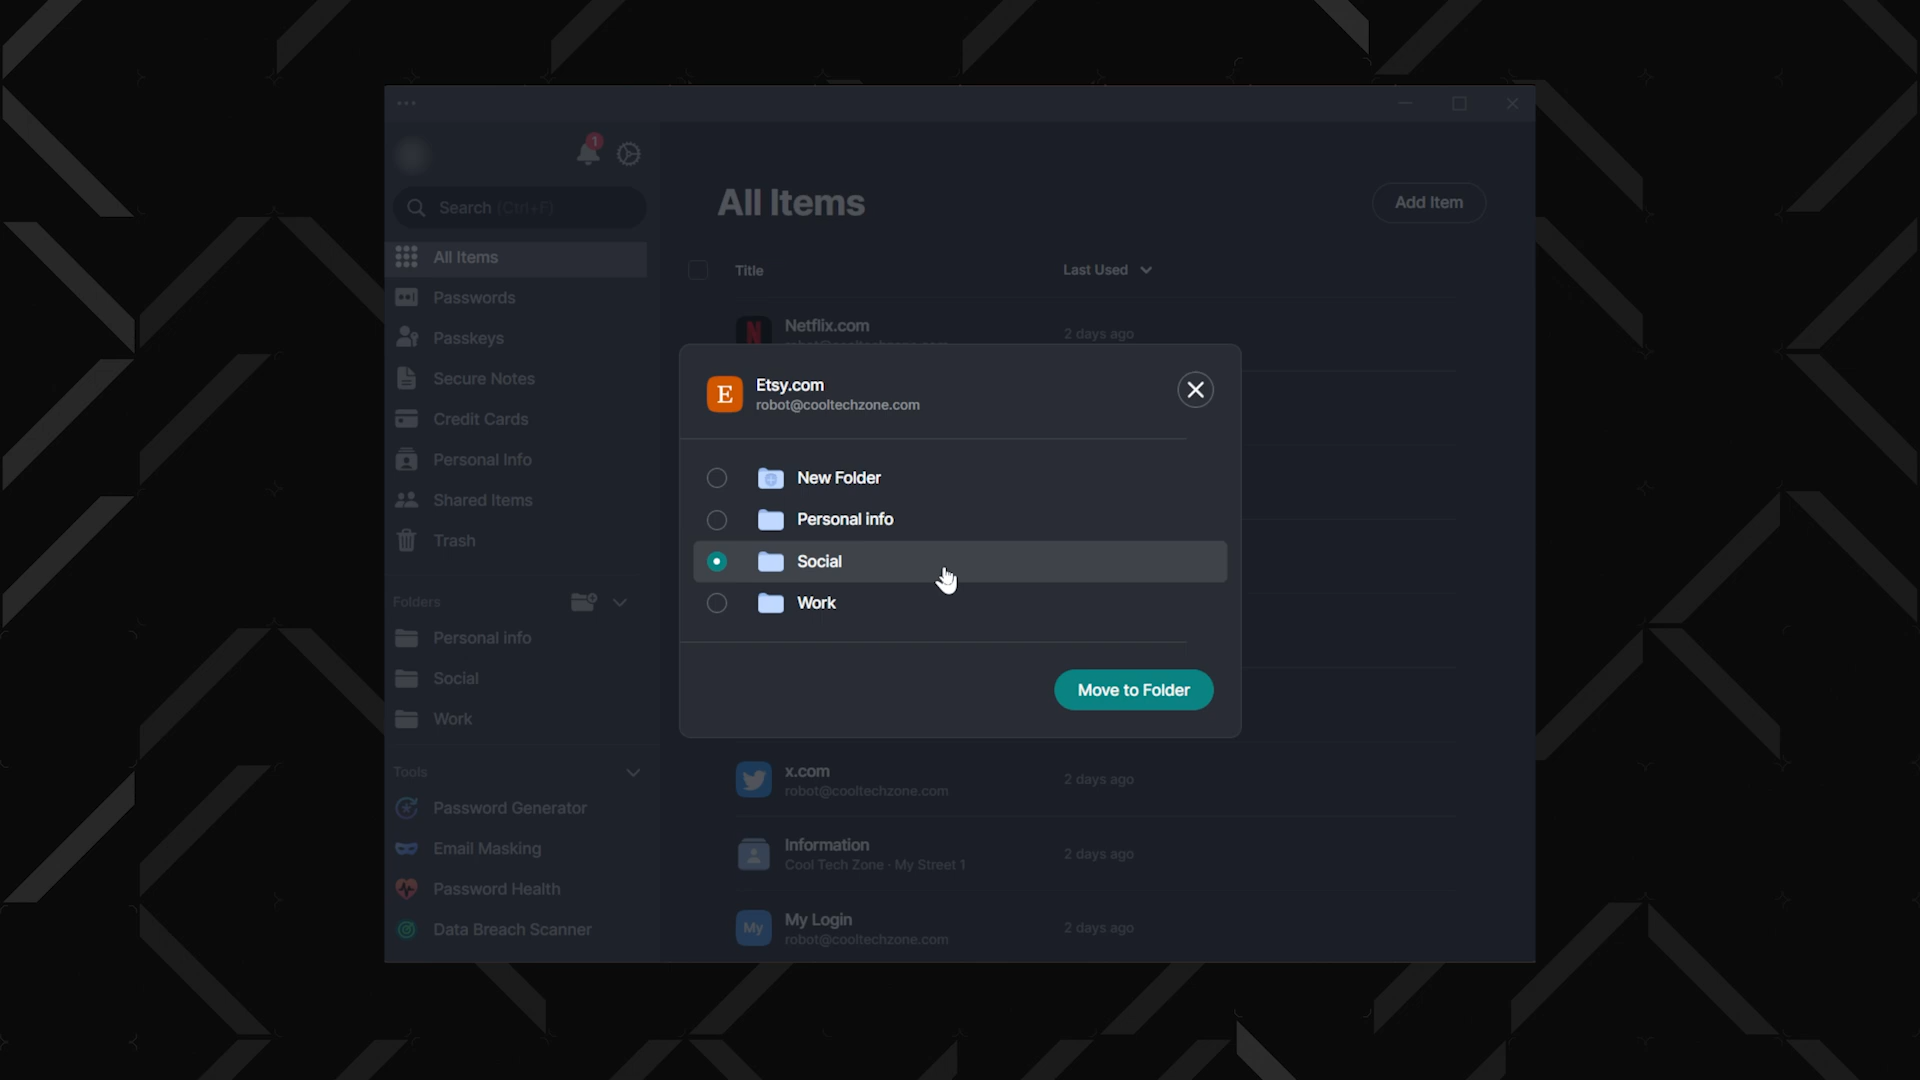 1
Search (Ctrl+F)
All Items
Passwords
Passkeys
Secure Notes
Credit Cards
Personal Info
Shared Items
Trash
Folders
Personal info
Social
Work
Tools
Password Generator
Email Masking
Password Health
Data Breach Scanner
All Items
Add Item
Title
Last Used
N
Netflix.com
2 days ago
E
Etsy.com
robot@cooltechzone.com
New Folder
Personal info
Social
Work
Move to Folder
x.com
robot@cooltechzone.com
2 days ago
Information
Cool Tech Zone · My Street 1
2 days ago
My
My Login
robot@cooltechzone.com
2 days ago